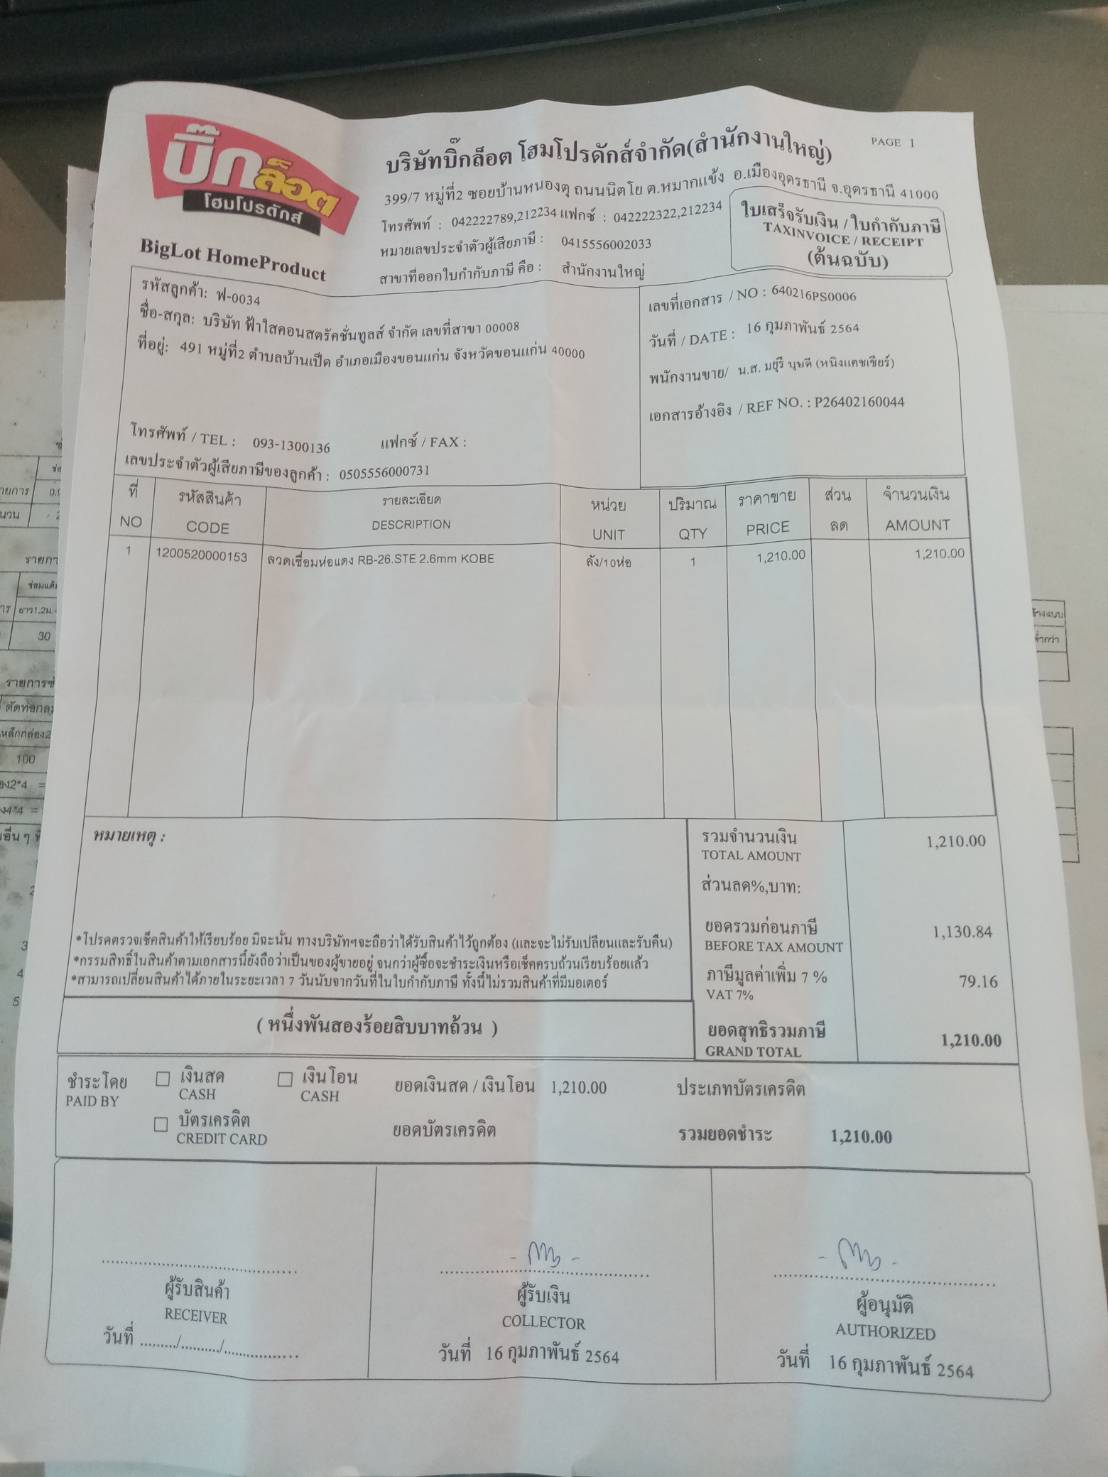 บิ๊กล็อต
โฮมโปรดักส์
BigLot HomeProduct
บริษัทบิ๊กล็อต โฮมโปรดักส์จำกัด(สำนักงานใหญ่)
PAGE 1
399/7 หมู่ที่2 ซอยบ้านหนองตุ ถนนนิตโย ต.หมากแข้ง อ.เมืองอุดรธานี จ.อุดรธานี 41000
โทรศัพท์ : 042222789,212234 แฟกซ์ : 042222322,212234
หมายเลขประจำตัวผู้เสียภาษี : 0415556002033
สาขาที่ออกใบกำกับภาษี คือ : สำนักงานใหญ่
ใบเสร็จรับเงิน / ใบกำกับภาษี
TAXINVOICE / RECEIPT
(ต้นฉบับ)
รหัสลูกค้า: ฟ-0034
ชื่อ-สกุล: บริษัท ฟ้าใสคอนสตรัคชั่นทูลส์ จำกัด เลขที่สาขา 00008
ที่อยู่: 491 หมู่ที่2 ตำบลบ้านเป็ด อำเภอเมืองขอนแก่น จังหวัดขอนแก่น 40000
โทรศัพท์ / TEL : 093-1300136 แฟกซ์ / FAX :
เลขประจำตัวผู้เสียภาษีของลูกค้า : 0505556000731
เลขที่เอกสาร / NO : 640216PS0006
วันที่ / DATE : 16 กุมภาพันธ์ 2564
พนักงานขาย/ น.ส. มยุรี บุษดี (หนิงแคชเชียร์)
เอกสารอ้างอิง / REF NO. : P26402160044
ที่ รหัสสินค้า รายละเอียด หน่วย ปริมาณ ราคาขาย ส่วน จำนวนเงิน
NO CODE DESCRIPTION UNIT QTY PRICE ลด AMOUNT
1 1200520000153 ลวดเชื่อมห่อแดง RB-26.STE 2.6mm KOBE ลัง/10ห่อ 1 1,210.00 1,210.00
หมายเหตุ :
รวมจำนวนเงิน 1,210.00
TOTAL AMOUNT
ส่วนลด%,บาท:
ยอดรวมก่อนภาษี 1,130.84
BEFORE TAX AMOUNT
ภาษีมูลค่าเพิ่ม 7 % 79.16
VAT 7%
ยอดสุทธิรวมภาษี 1,210.00
GRAND TOTAL
*โปรดตรวจเช็คสินค้าให้เรียบร้อย มิฉะนั้น ทางบริษัทฯจะถือว่าได้รับสินค้าไว้ถูกต้อง (และจะไม่รับเปลี่ยนและรับคืน)
*กรรมสิทธิ์ในสินค้าตามเอกสารนี้ยังถือว่าเป็นของผู้ขายอยู่ จนกว่าผู้ซื้อจะชำระเงินหรือเช็คครบถ้วนเรียบร้อยแล้ว
*สามารถเปลี่ยนสินค้าได้ภายในระยะเวลา 7 วันนับจากวันที่ในใบกำกับภาษี ทั้งนี้ไม่รวมสินค้าที่มีมอเตอร์
( หนึ่งพันสองร้อยสิบบาทถ้วน )
ชำระโดย เงินสด เงินโอน ยอดเงินสด / เงินโอน 1,210.00 ประเภทบัตรเครดิต
PAID BY CASH CASH
บัตรเครดิต ยอดบัตรเครดิต รวมยอดชำระ 1,210.00
CREDIT CARD
ผู้รับสินค้า ผู้รับเงิน ผู้อนุมัติ
RECEIVER COLLECTOR AUTHORIZED
วันที่ ........./........../................... วันที่ 16 กุมภาพันธ์ 2564 วันที่ 16 กุมภาพันธ์ 2564